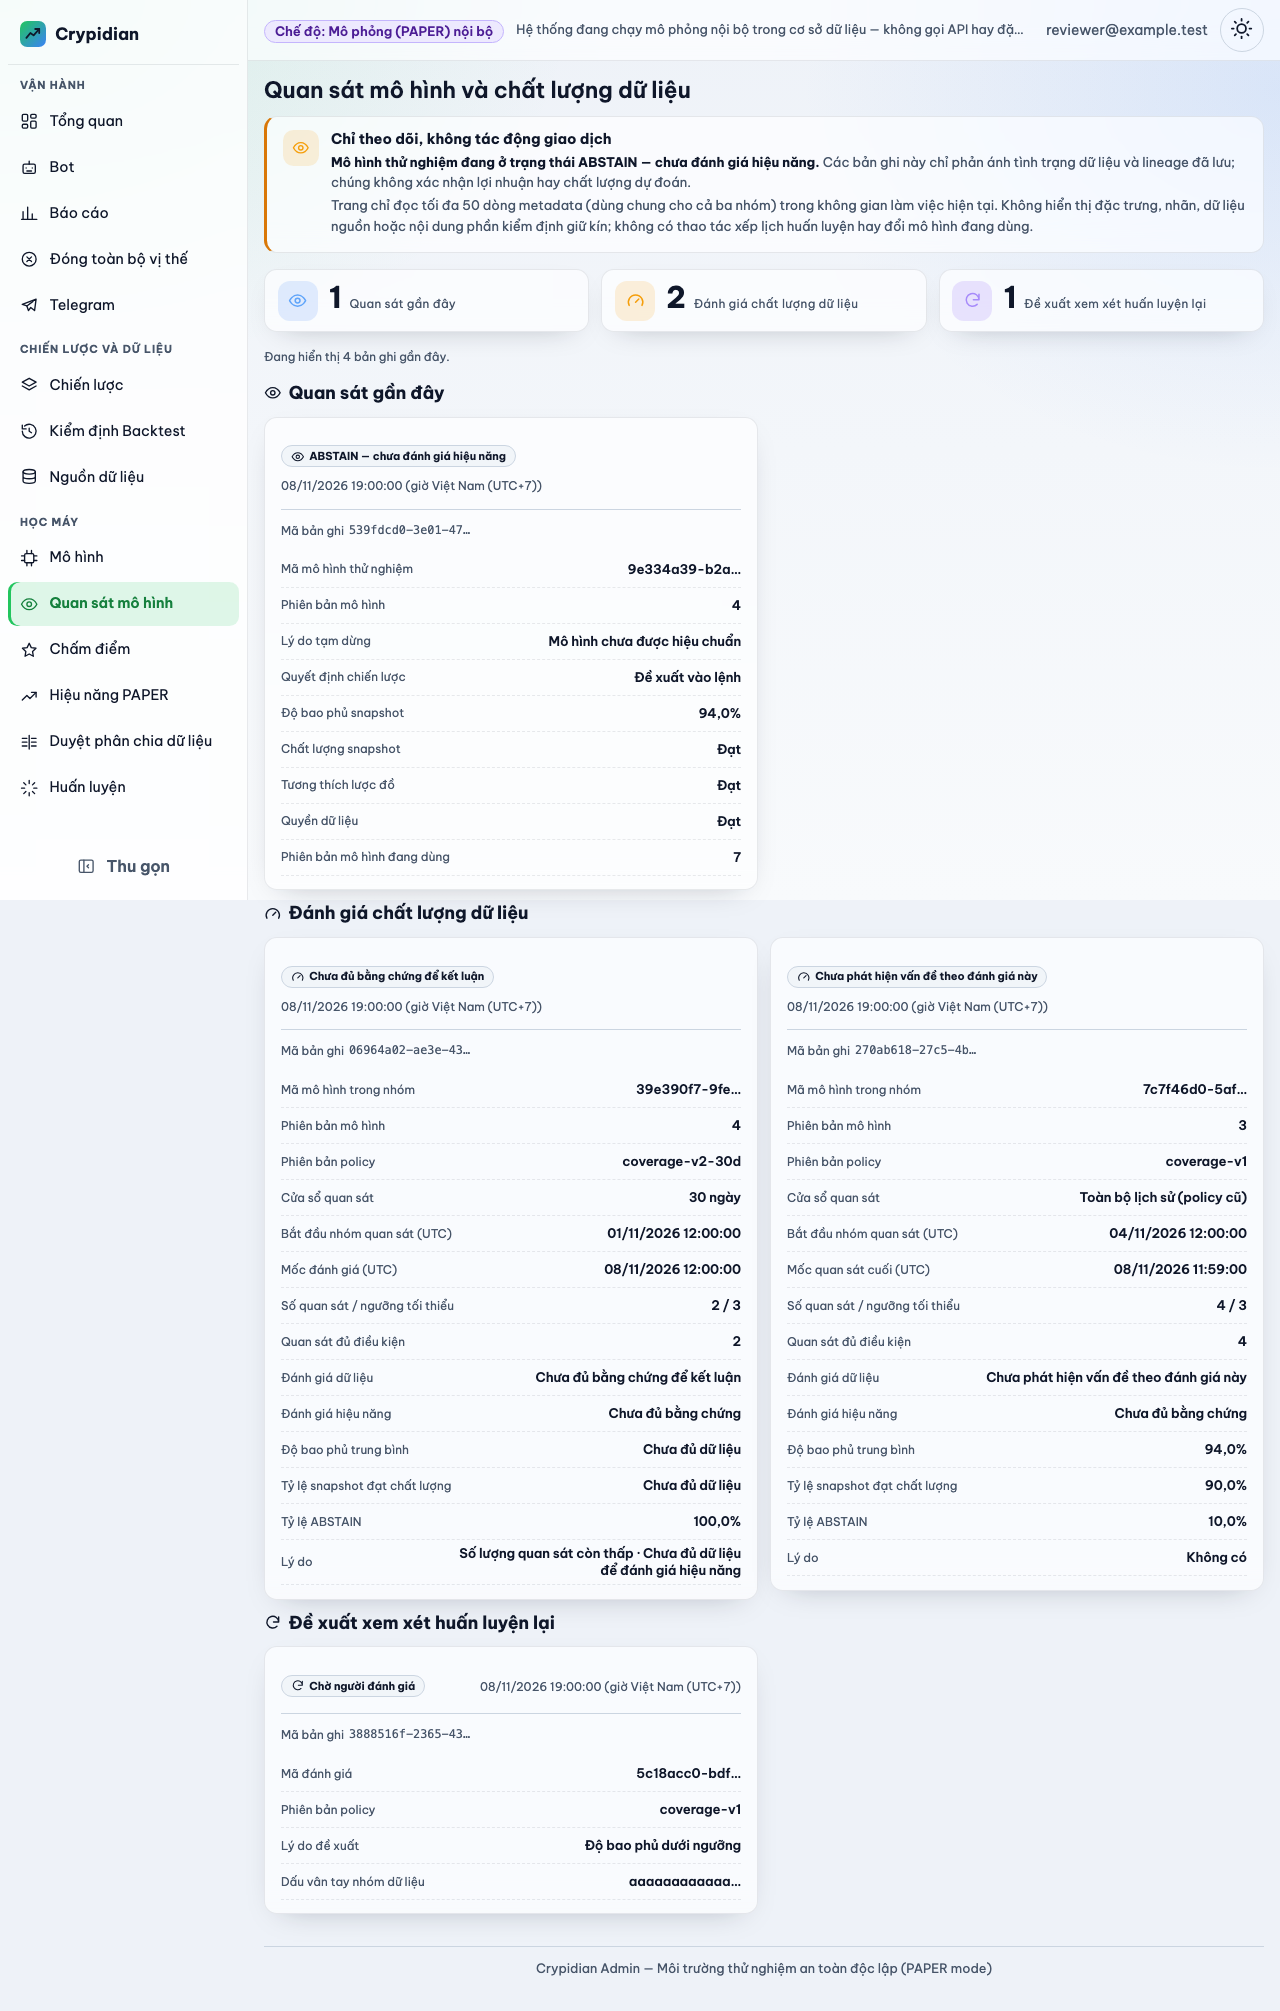 Crypidian
VẬN HÀNH
Tổng quan
Bot
Báo cáo
Đóng toàn bộ vị thế
Telegram
CHIẾN LƯỢC VÀ DỮ LIỆU
Chiến lược
Kiểm định Backtest
Nguồn dữ liệu
HỌC MÁY
Mô hình
Quan sát mô hình
Chấm điểm
Hiệu năng PAPER
Duyệt phân chia dữ liệu
Huấn luyện
Thu gọn
Chế độ: Mô phỏng (PAPER) nội bộ
Hệ thống đang chạy mô phỏng nội bộ trong cơ sở dữ liệu — không gọi API hay đặ...
reviewer@example.test
Quan sát mô hình và chất lượng dữ liệu
Chỉ theo dõi, không tác động giao dịch
Mô hình thử nghiệm đang ở trạng thái ABSTAIN — chưa đánh giá hiệu năng. Các bản ghi này chỉ phản ánh tình trạng dữ liệu và lineage đã lưu;
chúng không xác nhận lợi nhuận hay chất lượng dự đoán.
Trang chỉ đọc tối đa 50 dòng metadata (dùng chung cho cả ba nhóm) trong không gian làm việc hiện tại. Không hiển thị đặc trưng, nhãn, dữ liệu
nguồn hoặc nội dung phần kiểm định giữ kín; không có thao tác xếp lịch huấn luyện hay đổi mô hình đang dùng.
1 Quan sát gần đây
2 Đánh giá chất lượng dữ liệu
1 Đề xuất xem xét huấn luyện lại
Đang hiển thị 4 bản ghi gần đây.
Quan sát gần đây
ABSTAIN — chưa đánh giá hiệu năng
08/11/2026 19:00:00 (giờ Việt Nam (UTC+7))
Mã bản ghi 539fdcd0-3e01-47…
Mã mô hình thử nghiệm 9e334a39-b2a…
Phiên bản mô hình 4
Lý do tạm dừng Mô hình chưa được hiệu chuẩn
Quyết định chiến lược Đề xuất vào lệnh
Độ bao phủ snapshot 94,0%
Chất lượng snapshot Đạt
Tương thích lược đồ Đạt
Quyền dữ liệu Đạt
Phiên bản mô hình đang dùng 7
Đánh giá chất lượng dữ liệu
Chưa đủ bằng chứng để kết luận
08/11/2026 19:00:00 (giờ Việt Nam (UTC+7))
Mã bản ghi 06964a02-ae3e-43…
Mã mô hình trong nhóm 39e390f7-9fe…
Phiên bản mô hình 4
Phiên bản policy coverage-v2-30d
Cửa sổ quan sát 30 ngày
Bắt đầu nhóm quan sát (UTC) 01/11/2026 12:00:00
Mốc đánh giá (UTC) 08/11/2026 12:00:00
Số quan sát / ngưỡng tối thiểu 2 / 3
Quan sát đủ điều kiện 2
Đánh giá dữ liệu Chưa đủ bằng chứng để kết luận
Đánh giá hiệu năng Chưa đủ bằng chứng
Độ bao phủ trung bình Chưa đủ dữ liệu
Tỷ lệ snapshot đạt chất lượng Chưa đủ dữ liệu
Tỷ lệ ABSTAIN 100,0%
Lý do Số lượng quan sát còn thấp · Chưa đủ dữ liệu
để đánh giá hiệu năng
Chưa phát hiện vấn đề theo đánh giá này
08/11/2026 19:00:00 (giờ Việt Nam (UTC+7))
Mã bản ghi 270ab618-27c5-4b…
Mã mô hình trong nhóm 7c7f46d0-5af…
Phiên bản mô hình 3
Phiên bản policy coverage-v1
Cửa sổ quan sát Toàn bộ lịch sử (policy cũ)
Bắt đầu nhóm quan sát (UTC) 04/11/2026 12:00:00
Mốc quan sát cuối (UTC) 08/11/2026 11:59:00
Số quan sát / ngưỡng tối thiểu 4 / 3
Quan sát đủ điều kiện 4
Đánh giá dữ liệu Chưa phát hiện vấn đề theo đánh giá này
Đánh giá hiệu năng Chưa đủ bằng chứng
Độ bao phủ trung bình 94,0%
Tỷ lệ snapshot đạt chất lượng 90,0%
Tỷ lệ ABSTAIN 10,0%
Lý do Không có
Đề xuất xem xét huấn luyện lại
Chờ người đánh giá
08/11/2026 19:00:00 (giờ Việt Nam (UTC+7))
Mã bản ghi 3888516f-2365-43…
Mã đánh giá 5c18acc0-bdf…
Phiên bản policy coverage-v1
Lý do đề xuất Độ bao phủ dưới ngưỡng
Dấu vân tay nhóm dữ liệu aaaaaaaaaaaa…
Crypidian Admin — Môi trường thử nghiệm an toàn độc lập (PAPER mode)